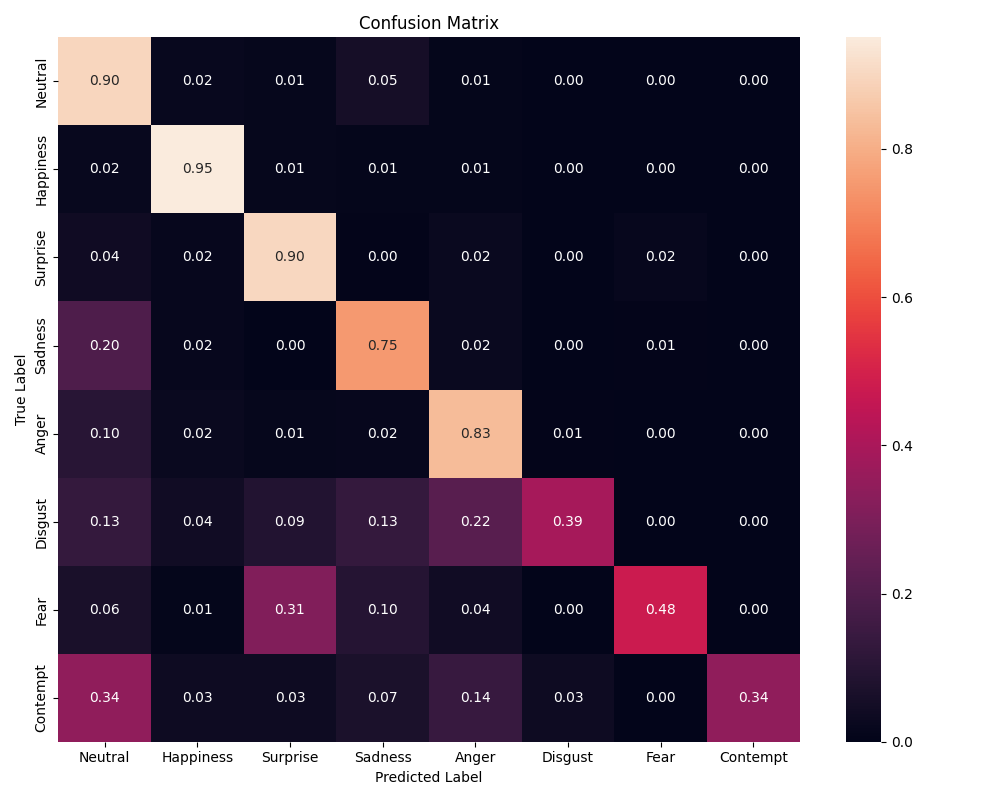 Confusion Matrix
Neutral 0.90 0.02 0.01 0.05 0.01 0.00 0.00 0.00
Happiness 0.02 0.95 0.01 0.01 0.01 0.00 0.00 0.00
Surprise 0.04 0.02 0.90 0.00 0.02 0.00 0.02 0.00
Sadness 0.20 0.02 0.00 0.75 0.02 0.00 0.01 0.00
Anger 0.10 0.02 0.01 0.02 0.83 0.01 0.00 0.00
Disgust 0.13 0.04 0.09 0.13 0.22 0.39 0.00 0.00
Fear 0.06 0.01 0.31 0.10 0.04 0.00 0.48 0.00
Contempt 0.34 0.03 0.03 0.07 0.14 0.03 0.00 0.34
True Label
Neutral Happiness Surprise Sadness Anger Disgust Fear Contempt
Predicted Label
0.8
0.6
0.4
0.2
0.0